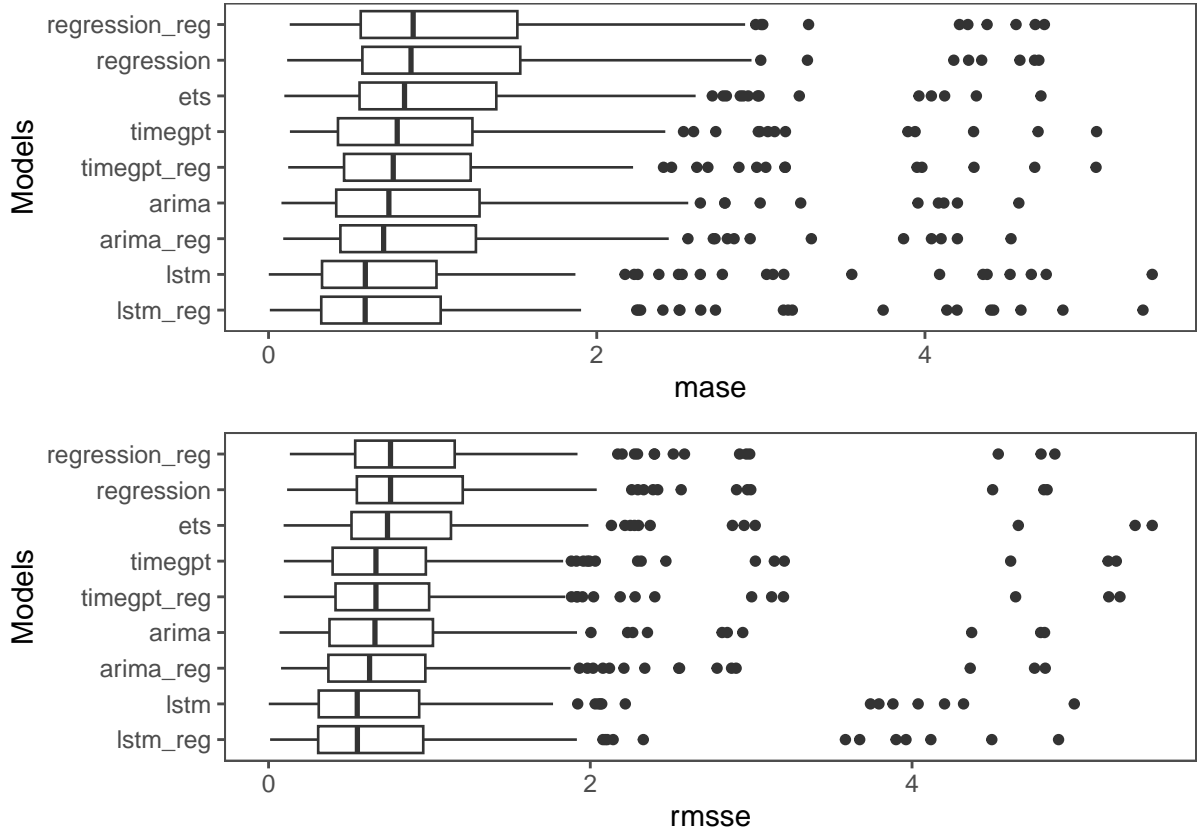 Models
regression_reg
regression
ets
timegpt
timegpt_reg
arima
arima_reg
lstm
lstm_reg
0 2 4
mase
Models
regression_reg
regression
ets
timegpt
timegpt_reg
arima
arima_reg
lstm
lstm_reg
0 2 4
rmsse